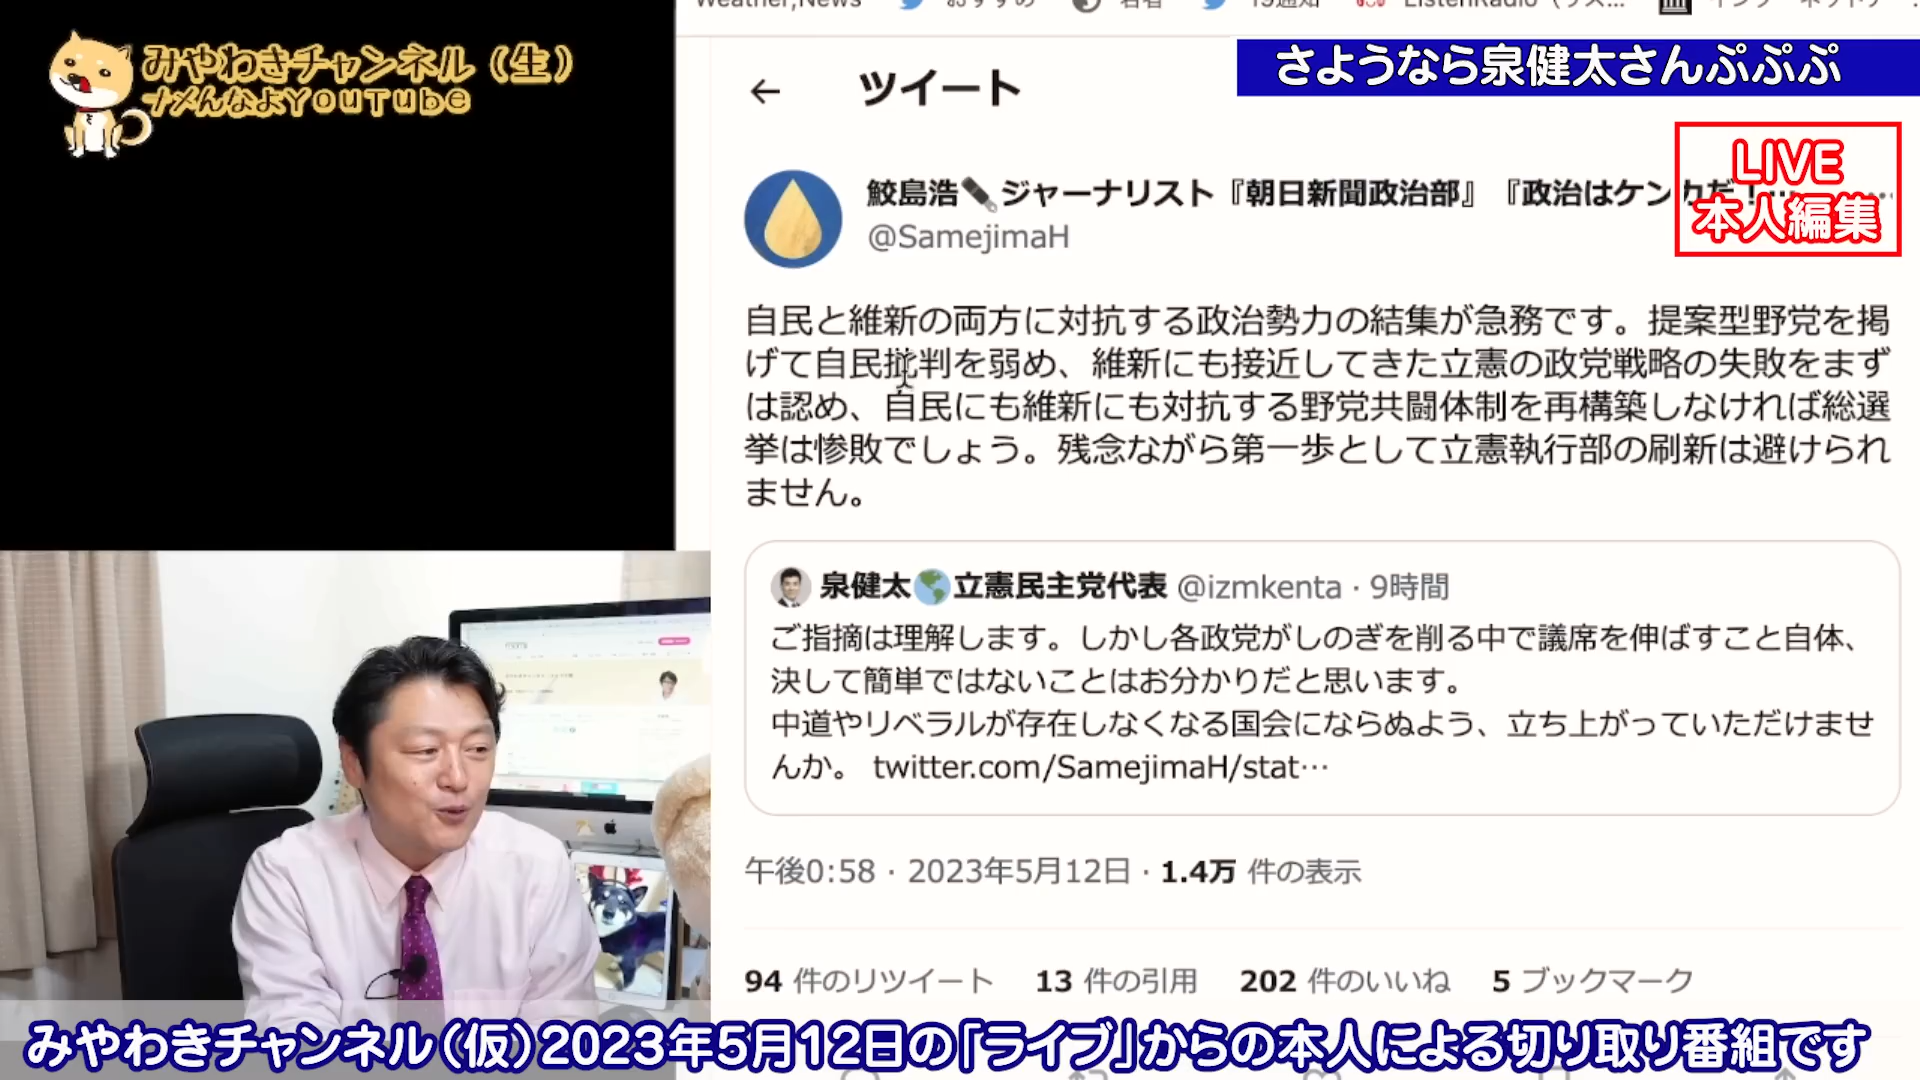 みやわきチャンネル（生）
ナメんなよYouTube
さようなら泉健太さんぷぷぷ
LIVE
本人編集
ツイート
鮫島浩 ジャーナリスト『朝日新聞政治部』『政治はケンカだ！…
@SamejimaH
自民と維新の両方に対抗する政治勢力の結集が急務です。提案型野党を掲
げて自民批判を弱め、維新にも接近してきた立憲の政党戦略の失敗をまず
は認め、自民にも維新にも対抗する野党共闘体制を再構築しなければ総選
挙は惨敗でしょう。残念ながら第一歩として立憲執行部の刷新は避けられ
ません。
泉健太 立憲民主党代表 @izmkenta · 9時間
ご指摘は理解します。しかし各政党がしのぎを削る中で議席を伸ばすこと自体、
決して簡単ではないことはお分かりだと思います。
中道やリベラルが存在しなくなる国会にならぬよう、立ち上がっていただけませ
んか。 twitter.com/SamejimaH/stat…
午後0:58 · 2023年5月12日 · 1.4万 件の表示
94 件のリツイート 13 件の引用 202 件のいいね 5 ブックマーク
みやわきチャンネル（仮）2023年5月12日の「ライブ」からの本人による切り取り番組です